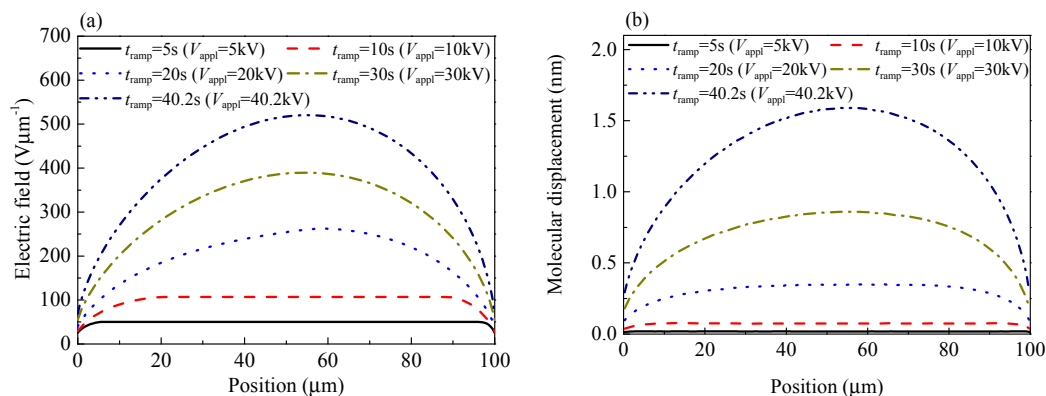 (a)
700
600
500
400
300
250
200
100
0
Electric field (Vμm⁻¹)
t_ramp=5s (V_appl=5kV) t_ramp=10s (V_appl=10kV)
t_ramp=20s (V_appl=20kV) t_ramp=30s (V_appl=30kV)
t_ramp=40.2s (V_appl=40.2kV)
0 20 40 60 80 100
Position (μm)
(b)
2.0
1.5
1.0
0.5
0.0
Molecular displacement (nm)
t_ramp=5s (V_appl=5kV) t_ramp=10s (V_appl=10kV)
t_ramp=20s (V_appl=20kV) t_ramp=30s (V_appl=30kV)
t_ramp=40.2s (V_appl=40.2kV)
0 20 40 60 80 100
Position (μm)